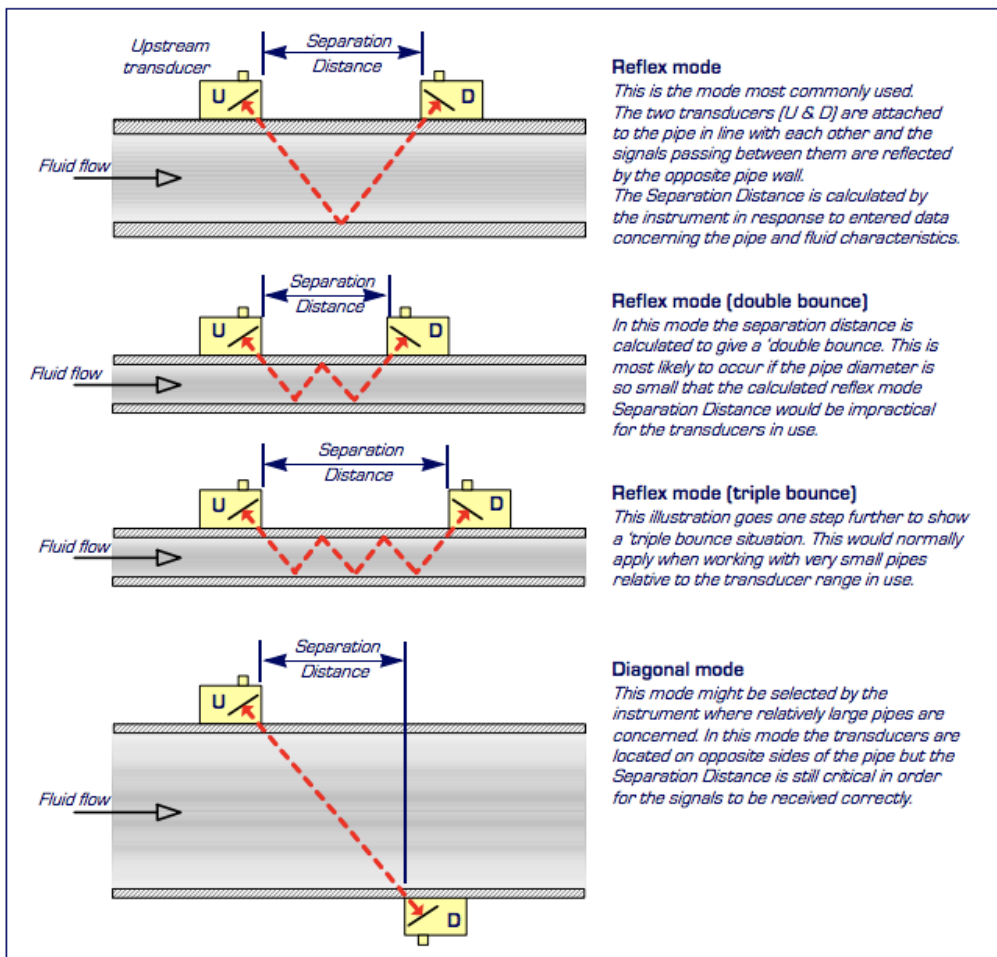 Upstream
transducer
Separation
Distance
U
D
Fluid flow
Reflex mode
This is the mode most commonly used.
The two transducers (U & D) are attached
to the pipe in line with each other and the
signals passing between them are reflected
by the opposite pipe wall.
The Separation Distance is calculated by
the instrument in response to entered data
concerning the pipe and fluid characteristics.
Separation
Distance
U
D
Fluid flow
Reflex mode (double bounce)
In this mode the separation distance is
calculated to give a 'double bounce. This is
most likely to occur if the pipe diameter is
so small that the calculated reflex mode
Separation Distance would be impractical
for the transducers in use.
Separation
Distance
U
D
Fluid flow
Reflex mode (triple bounce)
This illustration goes one step further to show
a 'triple bounce situation. This would normally
apply when working with very small pipes
relative to the transducer range in use.
Separation
Distance
U
Fluid flow
D
Diagonal mode
This mode might be selected by the
instrument where relatively large pipes are
concerned. In this mode the transducers are
located on opposite sides of the pipe but the
Separation Distance is still critical in order
for the signals to be received correctly.